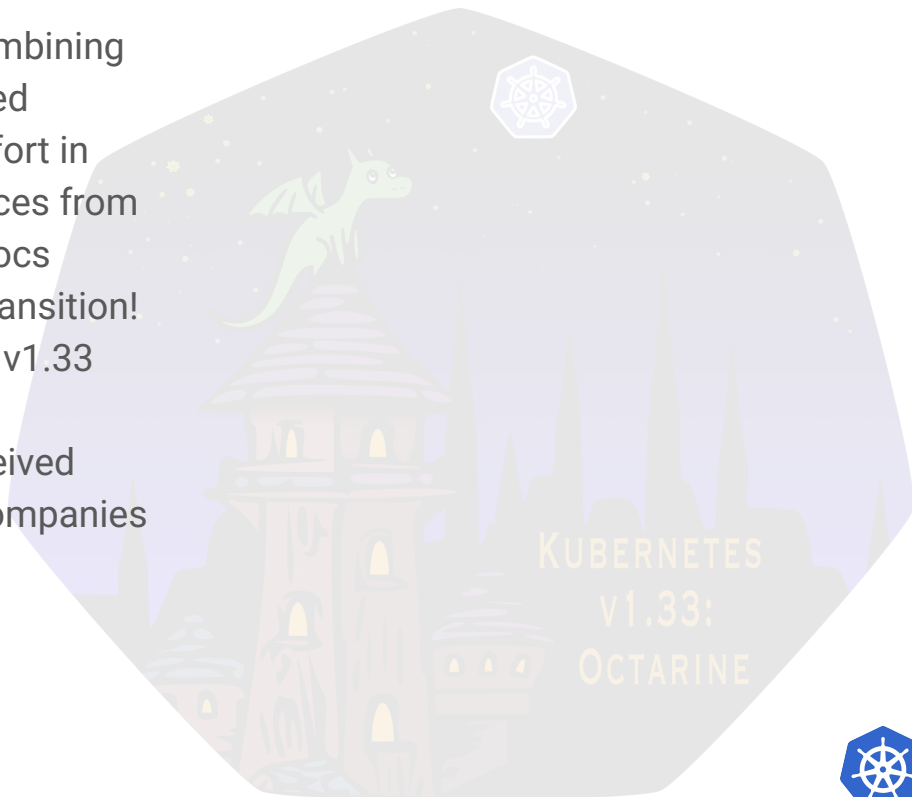 mbining
ed
fort in
ces from
ocs
ansition!
v1.33
eived
ompanies
KUBERNETES
V1.33:
OCTARINE